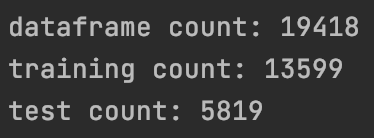 dataframe count: 19418
training count: 13599
test count: 5819